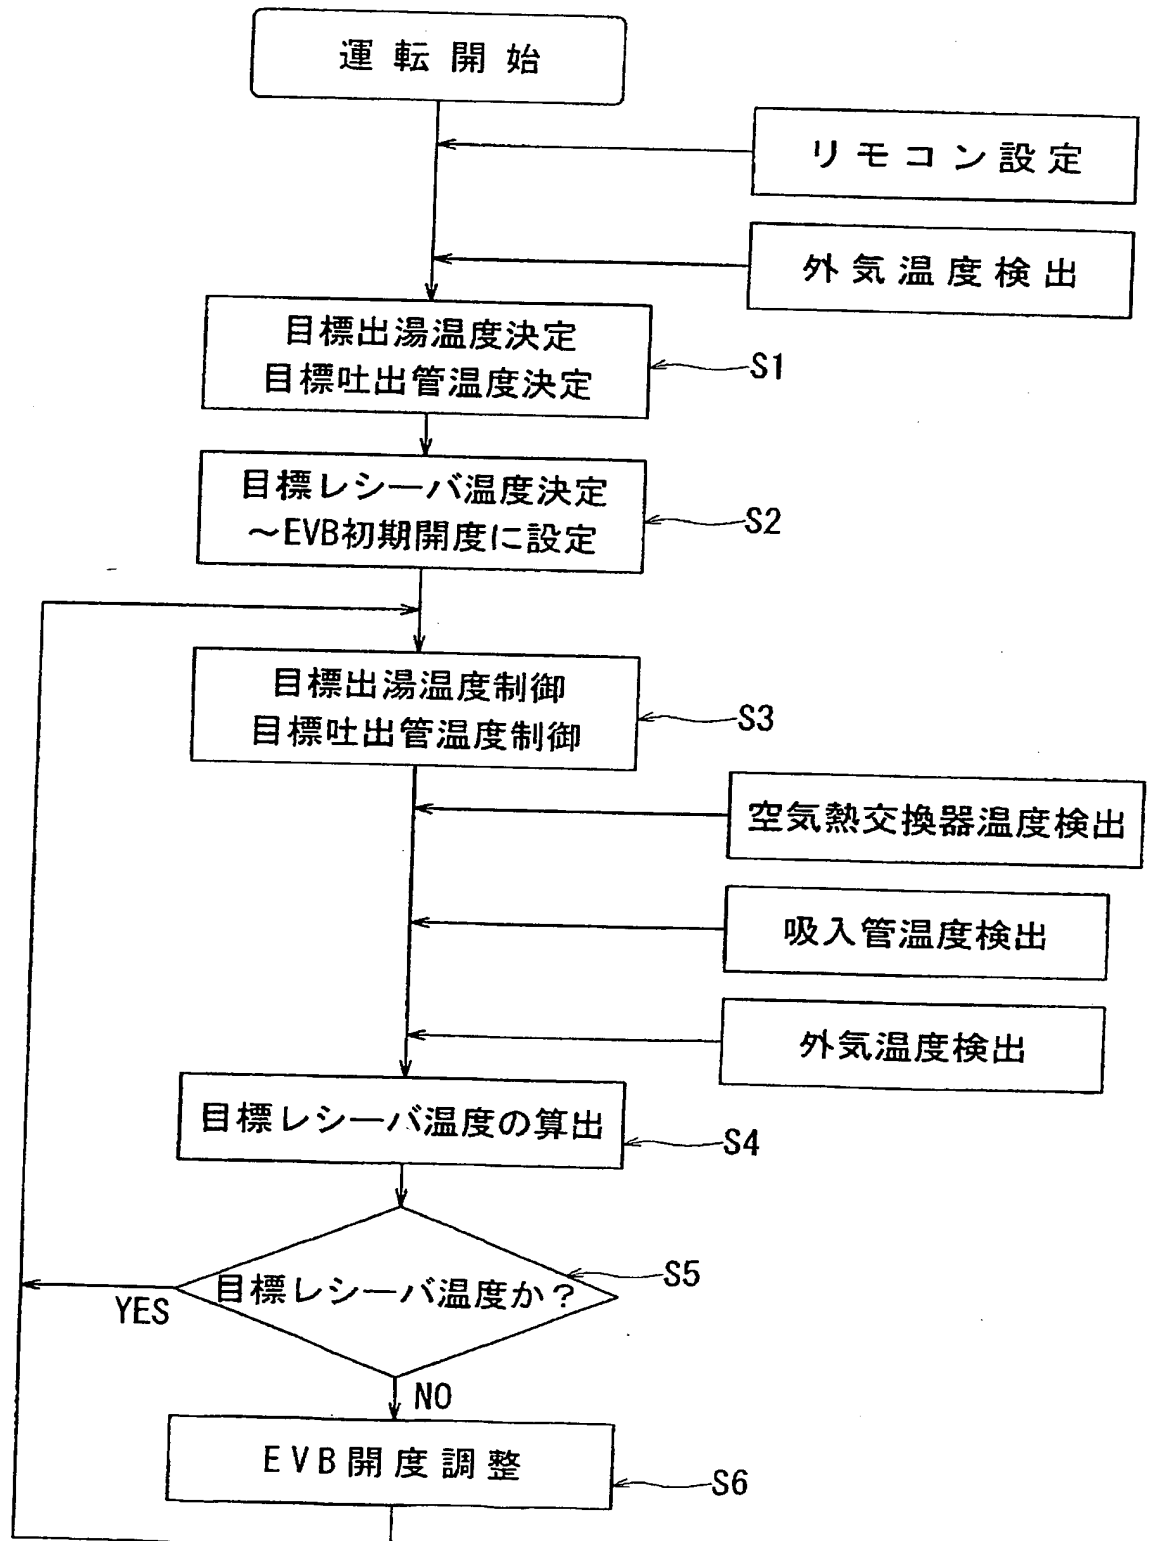 運転開始
リモコン設定
外気温度検出
目標出湯温度決定
目標吐出管温度決定
S1
目標レシーバ温度決定
～EVB初期開度に設定
S2
目標出湯温度制御
目標吐出管温度制御
S3
空気熱交換器温度検出
吸入管温度検出
外気温度検出
目標レシーバ温度の算出
S4
目標レシーバ温度か？
S5
YES
NO
EVB開度調整
S6